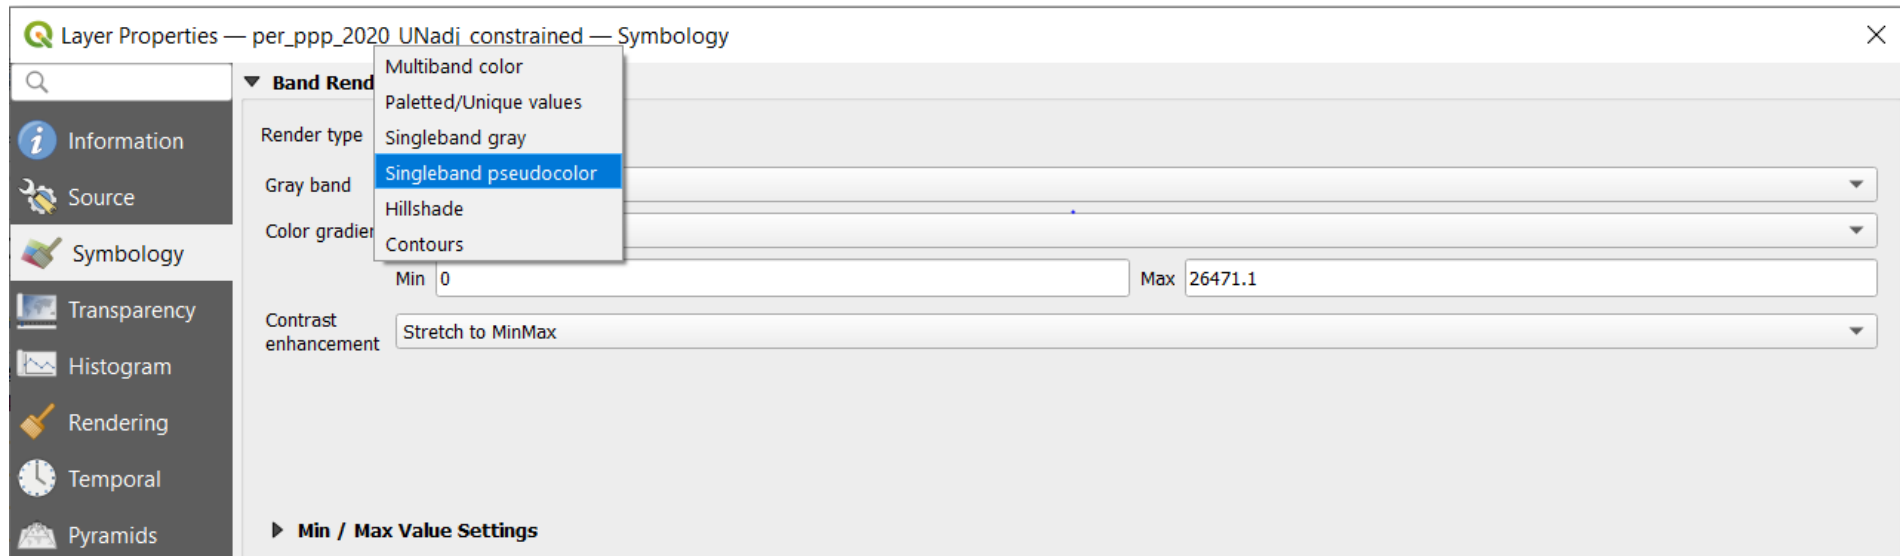 Layer Properties — per_ppp_2020_UNadj_constrained — Symbology
Multiband color
Band Rend
Paletted/Unique values
Information
Render type
Singleband gray
Gray band
Singleband pseudocolor
Source
Hillshade
Color gradien
Contours
Symbology
Min 0 Max 26471.1
Transparency
Contrast
enhancement
Stretch to MinMax
Histogram
Rendering
Temporal
Min / Max Value Settings
Pyramids